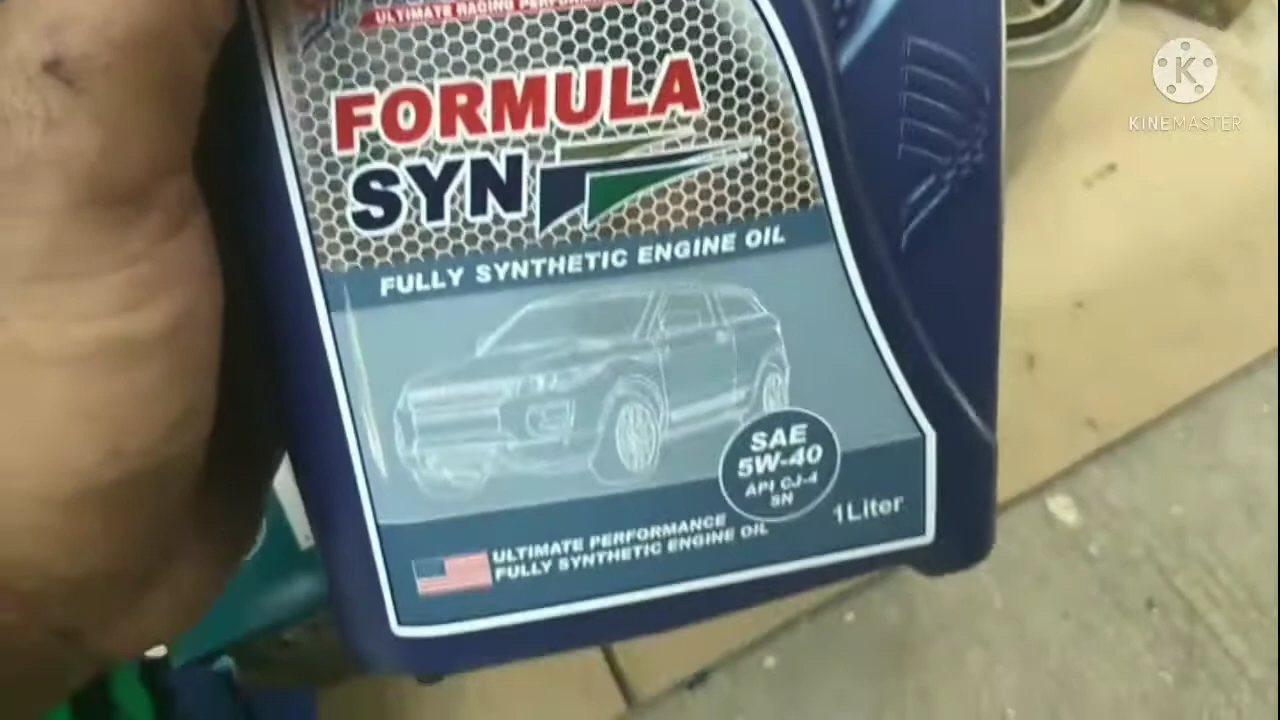 ULTIMATE RACING PERFORM
FORMULA
SYN
FULLY SYNTHETIC ENGINE OIL
SAE
5W-40
API CJ-4
SN
1Liter
ULTIMATE PERFORMANCE
FULLY SYNTHETIC ENGINE OIL
K
KINEMASTER